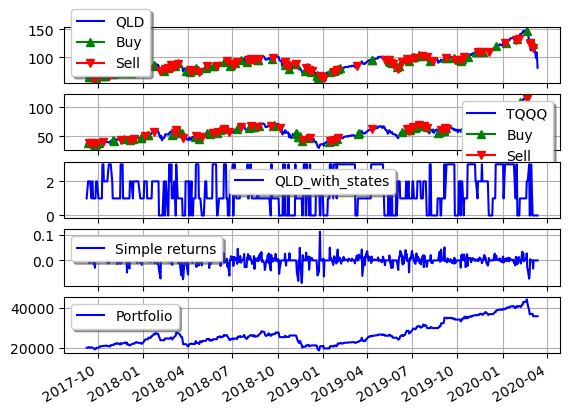 150
100
QLD
Buy
Sell
100
50
TQQQ
Buy
Sell
2
0
QLD_with_states
0.1
0.0
Simple returns
40000
20000
Portfolio
2017-10
2018-01
2018-04
2018-07
2018-10
2019-01
2019-04
2019-07
2019-10
2020-01
2020-04